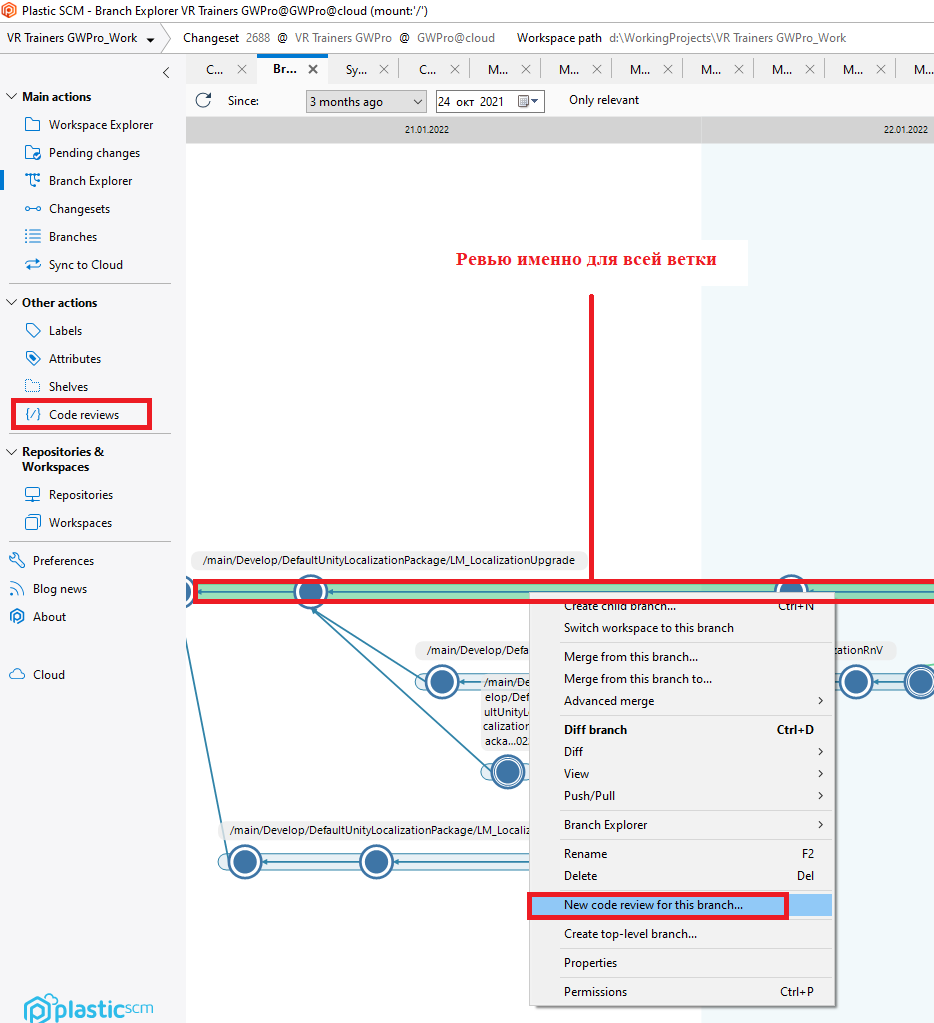 Plastic SCM - Branch Explorer VR Trainers GWPro@GWPro@cloud (mount:'/')
VR Trainers GWPro_Work
Changeset 2688 @ VR Trainers GWPro @ GWPro@cloud Workspace path d:\WorkingProjects\VR Trainers GWPro_Work
C... Br... Sy... C... M... M... M... M... M... M... M...
Since: 3 months ago 24 окт 2021 Only relevant
21.01.2022 22.01.2022
Main actions
Workspace Explorer
Pending changes
Branch Explorer
Changesets
Branches
Sync to Cloud
Other actions
Labels
Attributes
Shelves
Code reviews
Repositories &
Workspaces
Repositories
Workspaces
Preferences
Blog news
About
Cloud
plasticscm
Ревью именно для всей ветки
/main/Develop/DefaultUnityLocalizationPackage/LM_LocalizationUpgrade
/main/Develop/Defa
zationRnV
/main/De
elop/Def
ultUnityL
calization
acka...02
/main/Develop/DefaultUnityLocalizationPackage/LM_Locali
Create child branch... Ctrl+N
Switch workspace to this branch
Merge from this branch...
Merge from this branch to...
Advanced merge
Diff branch Ctrl+D
Diff
View
Push/Pull
Branch Explorer
Rename F2
Delete Del
New code review for this branch...
Create top-level branch...
Properties
Permissions Ctrl+P